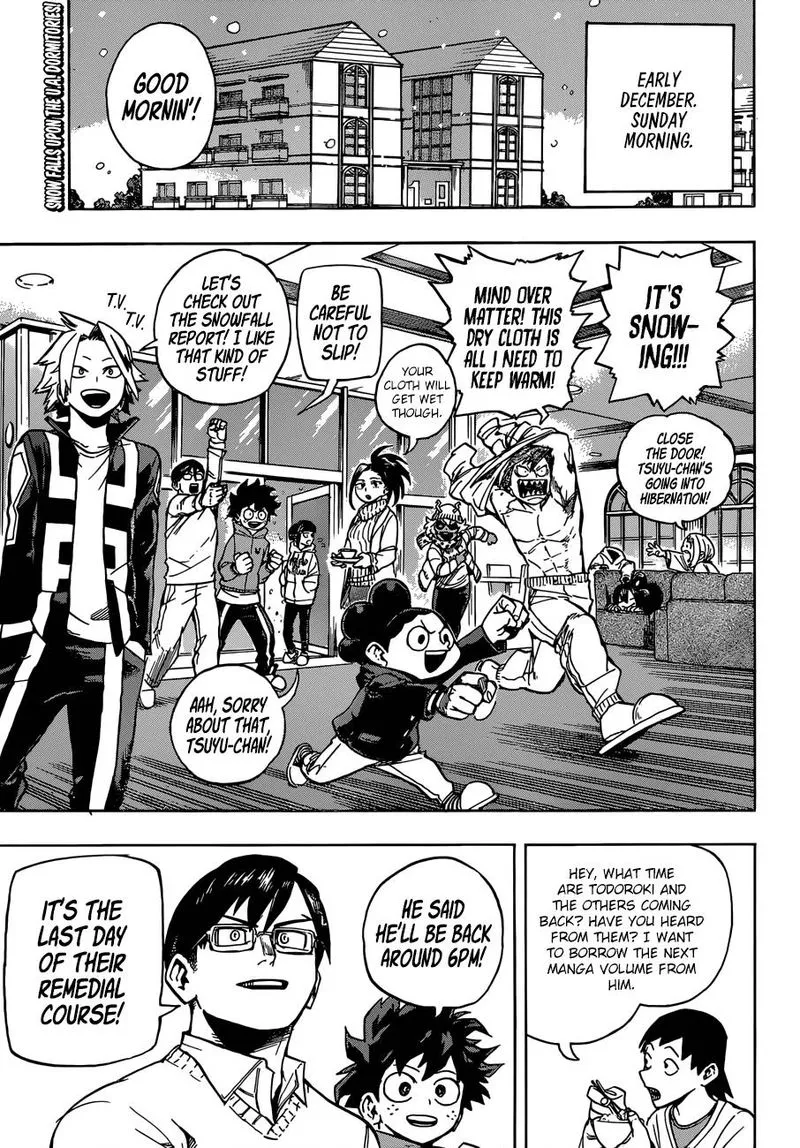 EARLY
DECEMBER.
SUNDAY
MORNING.
GOOD
MORNIN'!
SNOW FALLS UPON THE U.A. DORMITORIES!
IT'S
SNOW-
ING!!!
MIND OVER
MATTER! THIS
DRY CLOTH IS
ALL I NEED TO
KEEP WARM!
YOUR
CLOTH WILL
GET WET
THOUGH.
BE
CAREFUL
NOT TO
SLIP!
LET'S
CHECK OUT
THE SNOWFALL
REPORT! I LIKE
THAT KIND OF
STUFF!
T.V.
T.V.
CLOSE
THE DOOR!
TSUYU-CHAN'S
GOING INTO
HIBERNATION!
AAH, SORRY
ABOUT THAT,
TSUYU-CHAN!
HEY, WHAT TIME
ARE TODOROKI AND
THE OTHERS COMING
BACK? HAVE YOU HEARD
FROM THEM? I WANT
TO BORROW THE NEXT
MANGA VOLUME FROM
HIM.
HE SAID
HE'LL BE BACK
AROUND 6PM!
IT'S THE
LAST DAY
OF THEIR
REMEDIAL
COURSE!